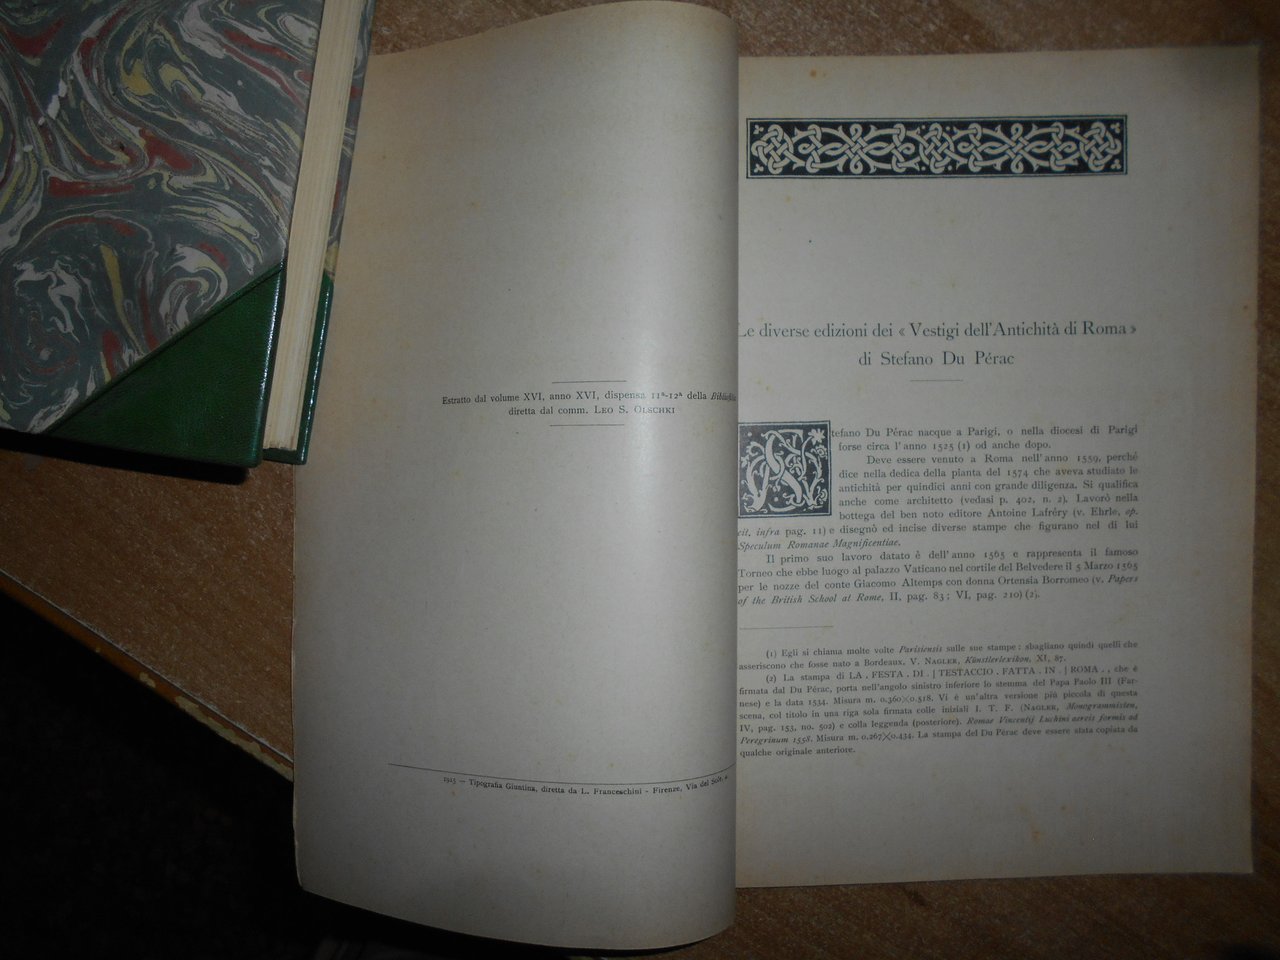 Estratto dal volume XVI, anno XVI, dispensa 11ª-12ª della Bibliofilia
diretta dal comm. LEO S. OLSCHKI
1915 — Tipografia Giuntina, diretta da L. Franceschini - Firenze, Via del Sole, 4
Le diverse edizioni dei « Vestigi dell'Antichità di Roma »
di Stefano Du Pérac
Stefano Du Pérac nacque a Parigi, o nella diocesi di Parigi
forse circa l'anno 1525 (1) od anche dopo.
Deve essere venuto a Roma nell'anno 1559, perché
dice nella dedica della pianta del 1574 che aveva studiato le
antichità per quindici anni con grande diligenza. Si qualifica
anche come architetto (vedasi p. 402, n. 2). Lavorò nella
bottega del ben noto editore Antoine Lafréry (v. Ehrle, op.
cit, infra pag. 11) e disegnò ed incise diverse stampe che figurano nel di lui
Speculum Romanae Magnificentiae.
Il primo suo lavoro datato è dell'anno 1565 e rappresenta il famoso
Torneo che ebbe luogo al palazzo Vaticano nel cortile del Belvedere il 5 Marzo 1565
per le nozze del conte Giacomo Altemps con donna Ortensia Borromeo (v. Papers
of the British School at Rome, II, pag. 83 ; VI, pag. 210) (2).
(1) Egli si chiama molte volte Parisiensis sulle sue stampe : sbagliano quindi quelli che
asseriscono che fosse nato a Bordeaux. V. NAGLER, Künstlerlexikon, XI, 87.
(2) La stampa di LA . FESTA . DI . | TESTACCIO . FATTA . IN . | ROMA . , che è
firmata dal Du Pérac, porta nell'angolo sinistro inferiore lo stemma del Papa Paolo III (Far-
nese) e la data 1534. Misura m. 0.360×0.518. Vi è un'altra versione più piccola di questa
scena, col titolo in una riga sola firmata colle iniziali I. T. F. (NAGLER, Monogrammisten,
IV, pag. 153, no. 502) e colla leggenda (posteriore). Romae Vincentij Luchini aereis formis ad
Peregrinum 1558. Misura m. 0,267×0.434. La stampa del Du Pérac deve essere stata copiata da
qualche originale anteriore.